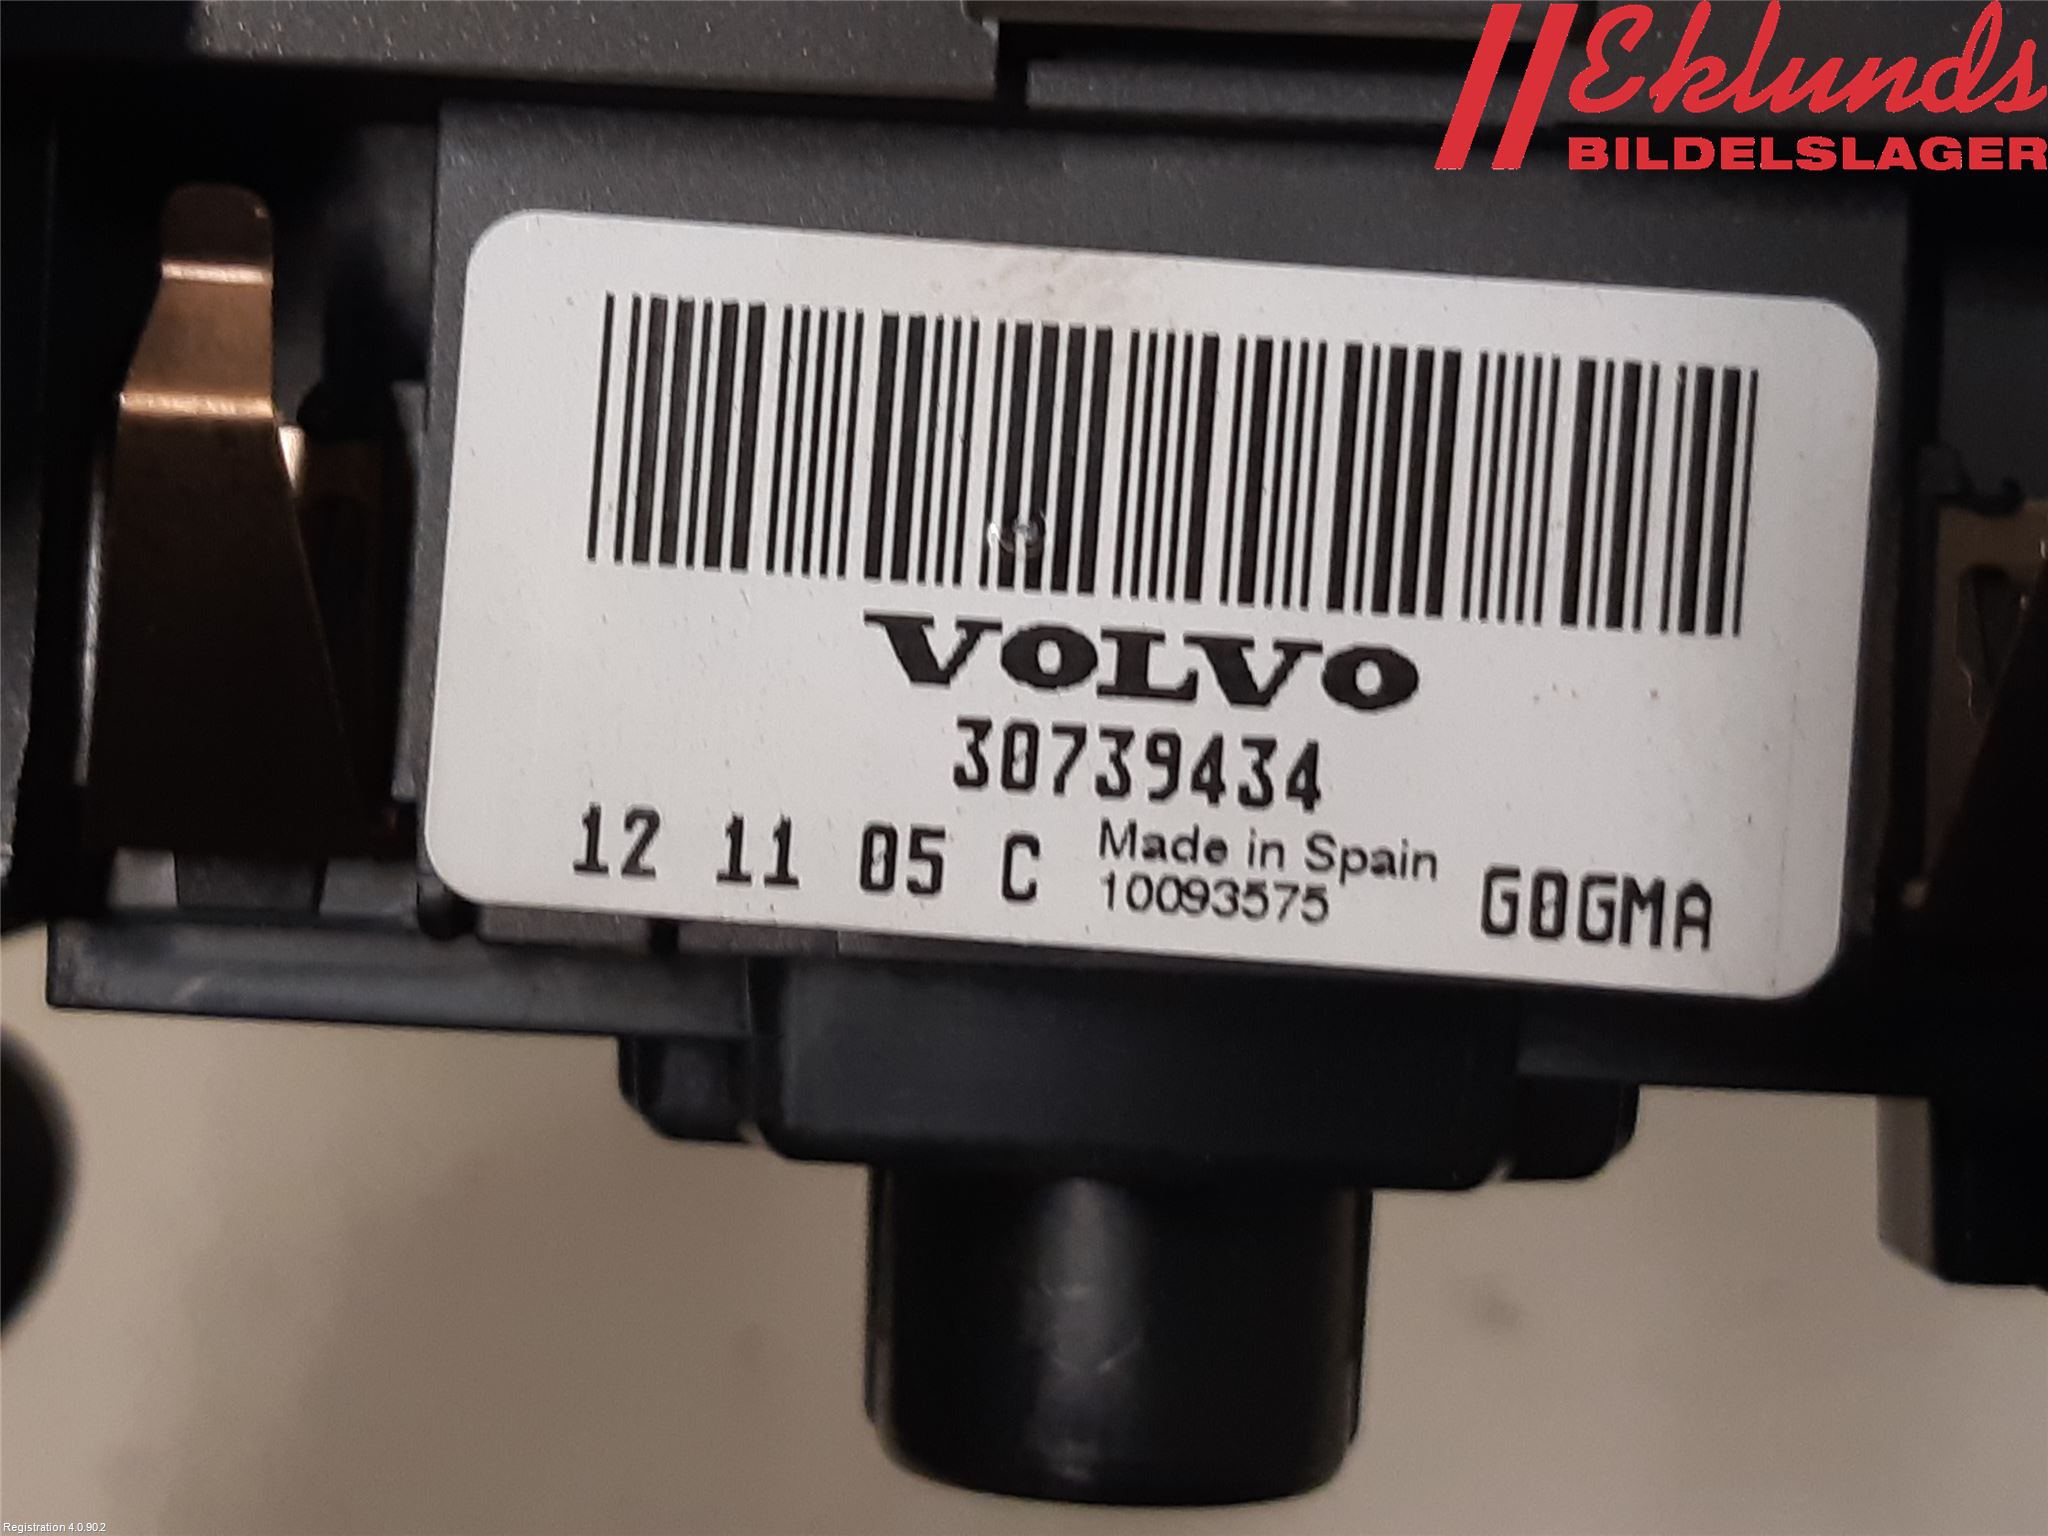 Eklunds
BILDELSLAGER
VOLVO
30739434
12 11 05 C Made in Spain G0GMA
10093575
Registration 4.0.902